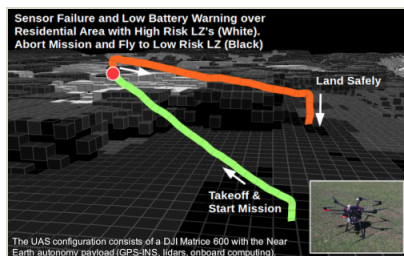 Sensor Failure and Low Battery Warning over
Residential Area with High Risk LZ's (White).
Abort Mission and Fly to Low Risk LZ (Black)
Land Safely
Takeoff &
Start Mission
The UAS configuration consists of a DJI Matrice 600 with the Near
Earth autonomy payload (GPS-INS, lidars, onboard computing).